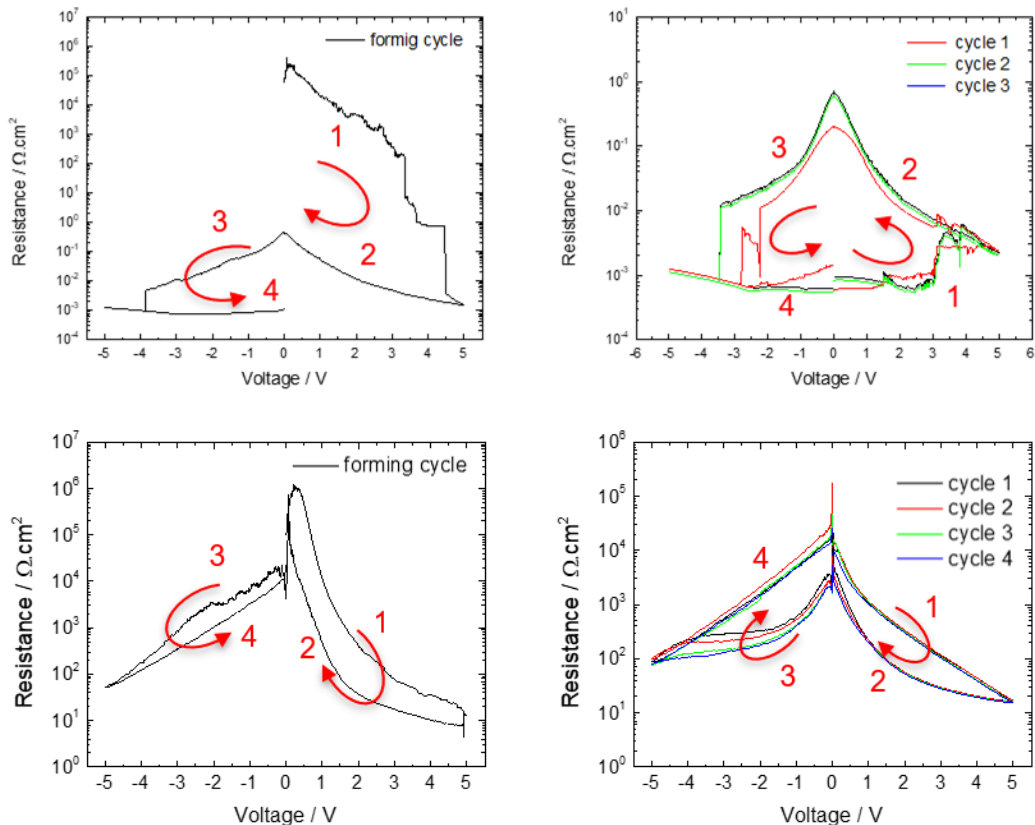 Resistance / Ω.cm²
10⁷
10⁶
10⁵
10⁴
10³
10²
10¹
10⁰
10⁻¹
10⁻²
10⁻³
10⁻⁴
formig cycle
1
2
3
4
-5 -4 -3 -2 -1 0 1 2 3 4 5
Voltage / V
Resistance / Ω.cm²
10¹
10⁰
10⁻¹
10⁻²
10⁻³
10⁻⁴
cycle 1
cycle 2
cycle 3
3
2
4
1
-6 -5 -4 -3 -2 -1 0 1 2 3 4 5 6
Voltage / V
Resistance / Ω.cm²
10⁷
10⁶
10⁵
10⁴
10³
10²
10¹
10⁰
forming cycle
3
4
2
1
-5 -4 -3 -2 -1 0 1 2 3 4 5
Voltage / V
Resistance / Ω.cm²
10⁶
10⁵
10⁴
10³
10²
10¹
10⁰
cycle 1
cycle 2
cycle 3
cycle 4
4
1
3
2
-5 -4 -3 -2 -1 0 1 2 3 4 5
Voltage / V